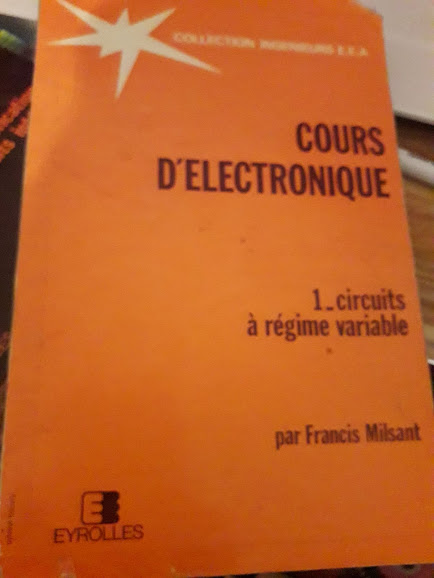 COLLECTION INGENIEURS E.E.A
COURS
D'ELECTRONIQUE
1_circuits
à régime variable
par Francis Milsant
EYROLLES